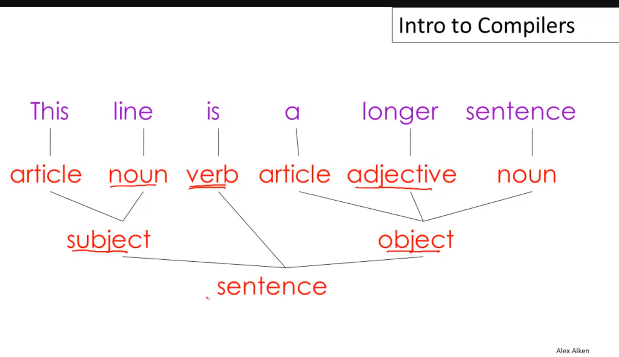 Intro to Compilers
This line is a longer sentence
article noun verb article adjective noun
subject object
sentence
Alex Aiken